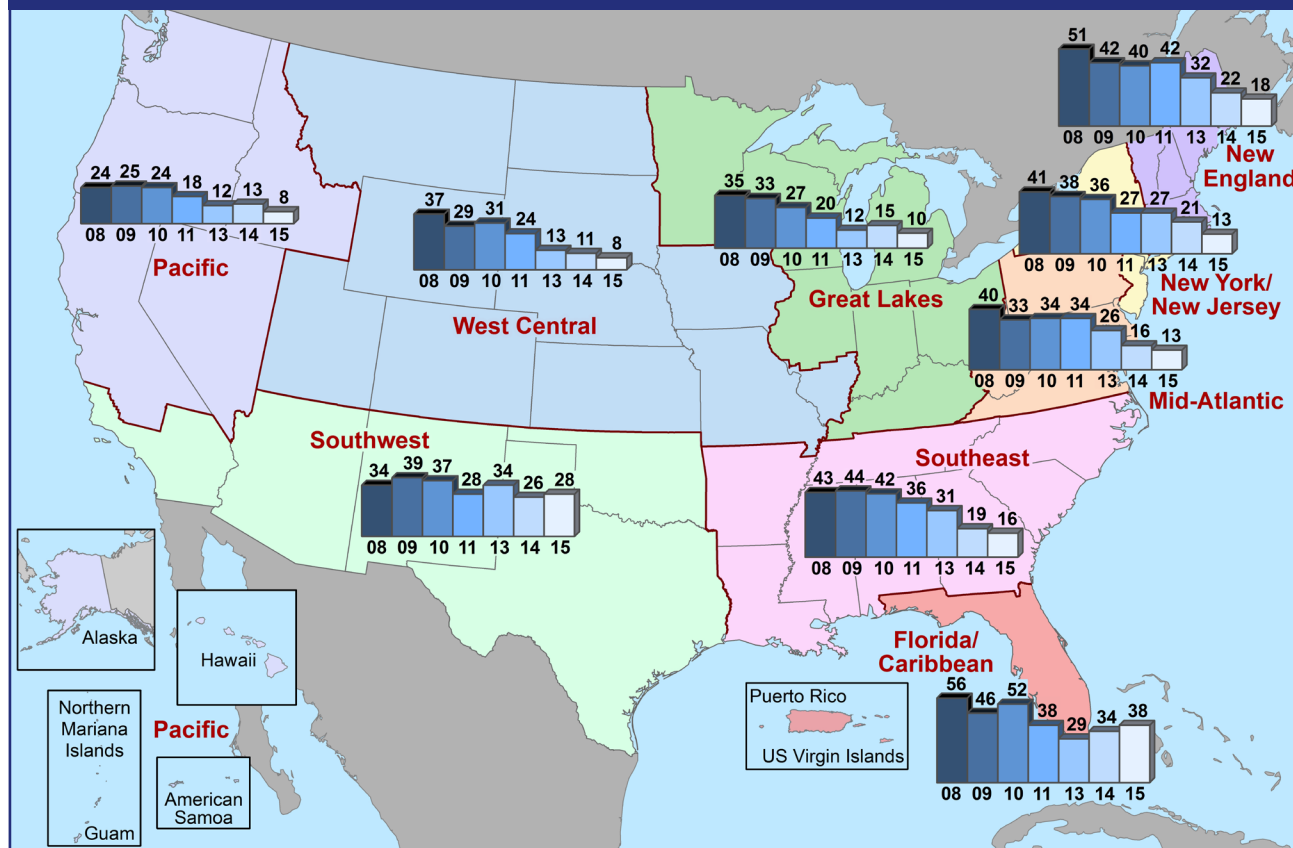 51 42 40 42 32 22 18
08 09 10 11 13 14 15
New
England
24 25 24 18 12 13 8
08 09 10 11 13 14 15
Pacific
37 29 31 24 13 11 8
08 09 10 11 13 14 15
West Central
35 33 27 20 12 15 10
08 09 10 11 13 14 15
Great Lakes
41 38 36 27 27 21 13
08 09 10 11 13 14 15
New York/
New Jersey
40 33 34 34 26 16 13
08 09 10 11 13 14 15
Mid-Atlantic
Southwest
34 39 37 28 34 26 28
08 09 10 11 13 14 15
Southeast
43 44 42 36 31 19 16
08 09 10 11 13 14 15
Florida/
Caribbean
56 46 52 38 29 34 38
08 09 10 11 13 14 15
Alaska
Hawaii
Northern
Mariana
Islands
Guam
Pacific
American
Samoa
Puerto Rico
US Virgin Islands